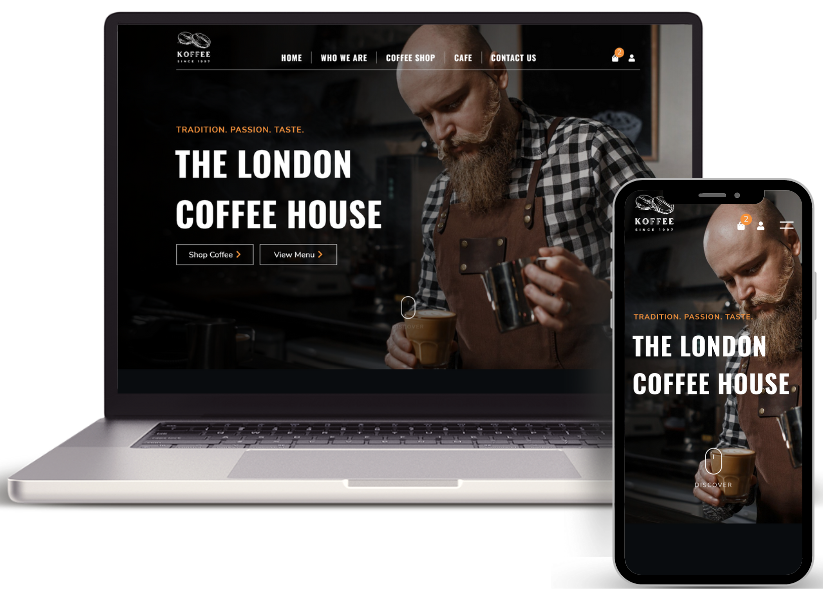 KOFFEE
SINCE 1997
HOME
WHO WE ARE
COFFEE SHOP
CAFE
CONTACT US
2
TRADITION. PASSION. TASTE.
THE LONDON
COFFEE HOUSE
Shop Coffee
View Menu
KOFFEE
SINCE 1997
2
TRADITION. PASSION. TASTE.
THE LONDON
COFFEE HOUSE
DISCOVER